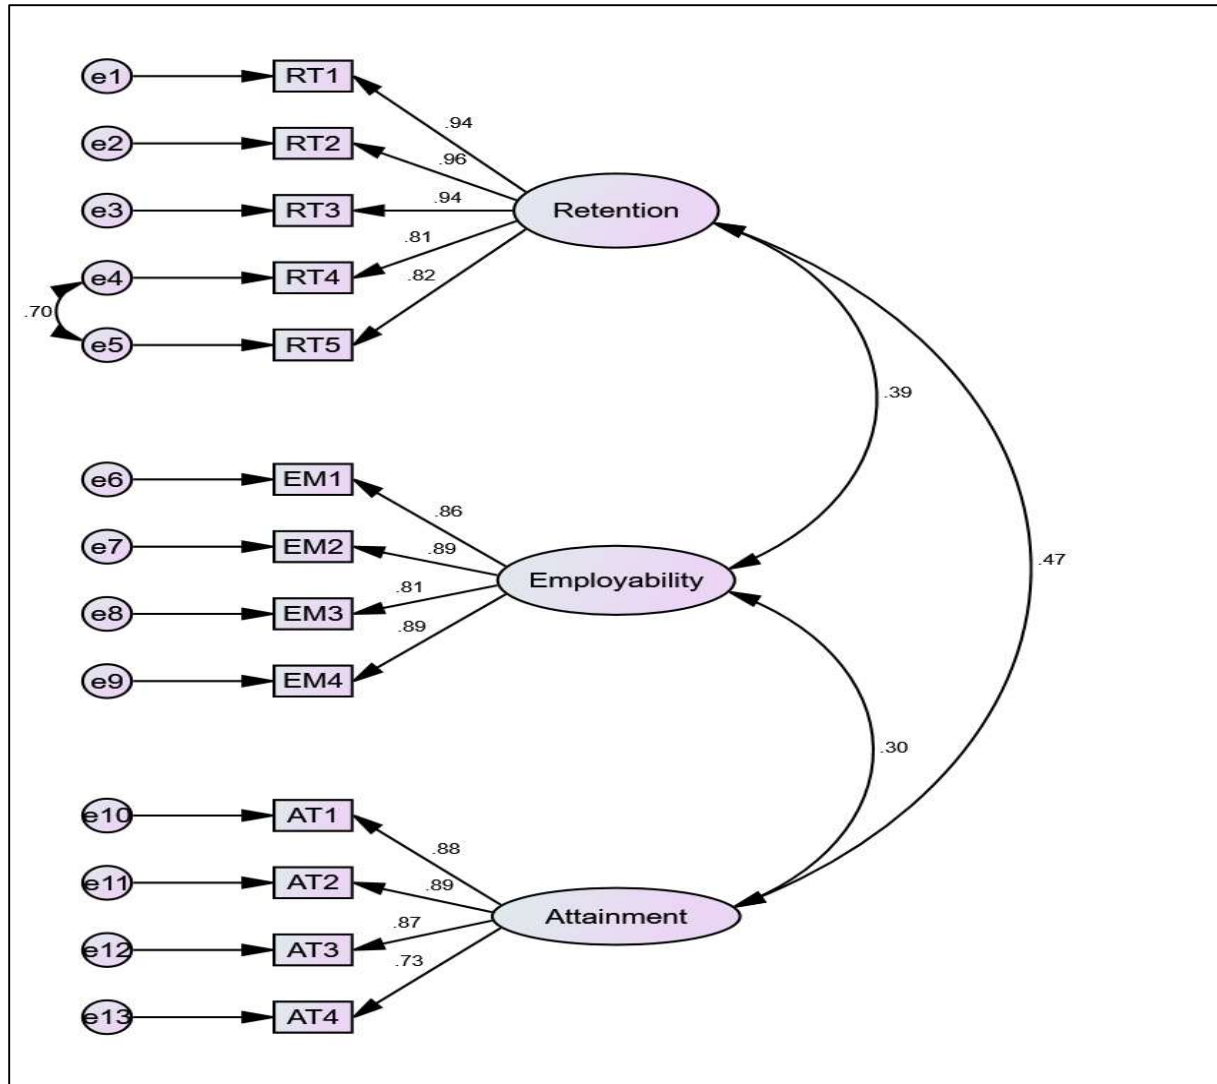 e1
RT1
.94
e2
RT2
.96
e3
RT3
.94
Retention
e4
RT4
.81
.82
.70
e5
RT5
.39
e6
EM1
.86
e7
EM2
.89
.47
Employability
e8
EM3
.81
.89
e9
EM4
.30
e10
AT1
.88
e11
AT2
.89
Attainment
.87
e12
AT3
.73
e13
AT4